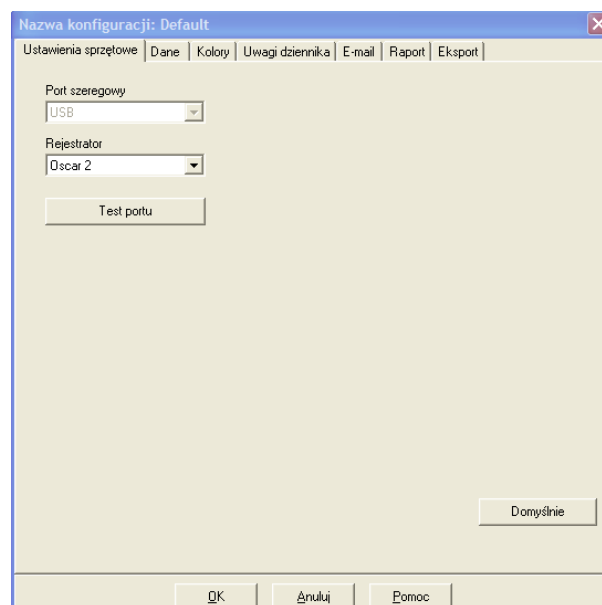 Nazwa konfiguracji: Default
Ustawienia sprzętowe Dane Kolory Uwagi dziennika E-mail Raport Eksport
Port szeregowy
USB
Rejestrator
Oscar 2
Test portu
Domyślnie
OK Anuluj Pomoc